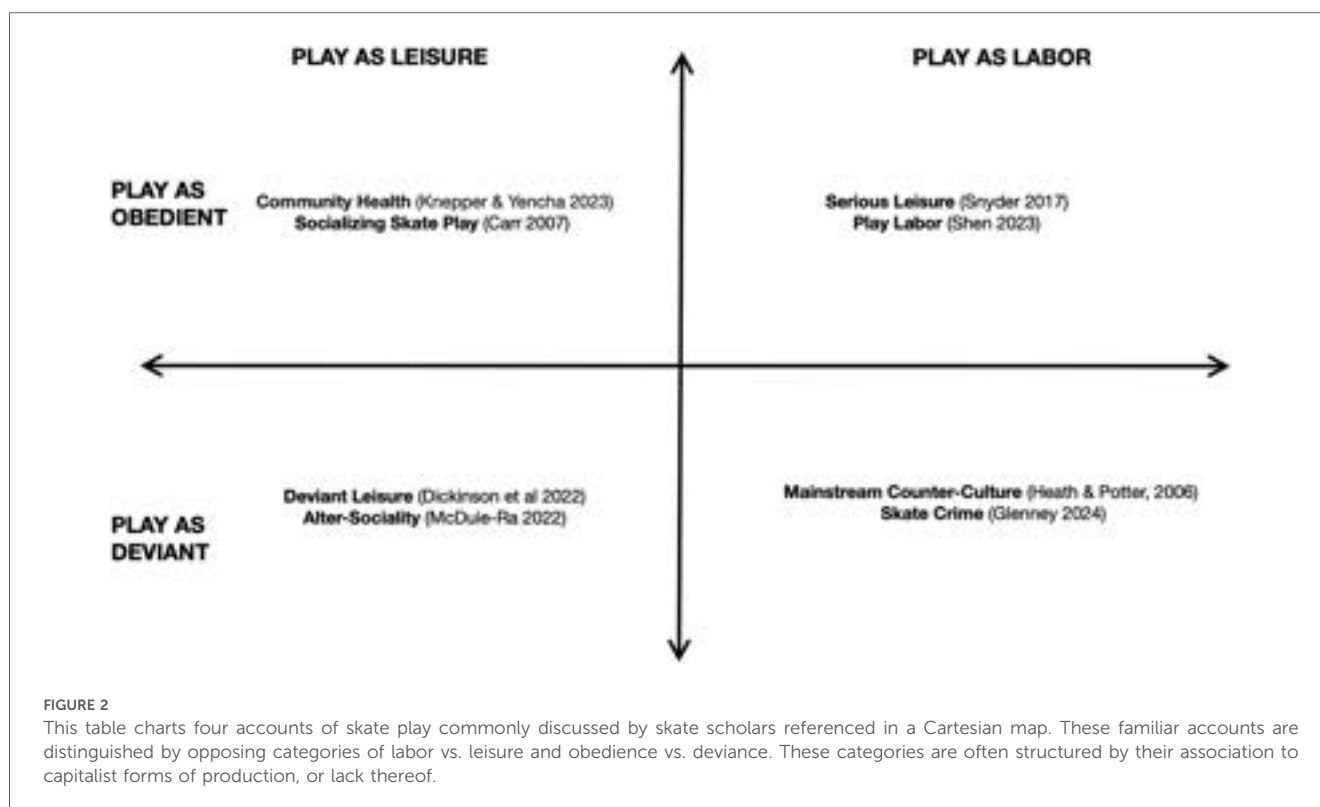 PLAY AS LEISURE
PLAY AS LABOR
PLAY AS
OBEDIENT
Community Health (Knepper & Yencha 2023)
Socializing Skate Play (Carr 2007)
Serious Leisure (Snyder 2017)
Play Labor (Shen 2023)
PLAY AS
DEVIANT
Deviant Leisure (Dickinson et al 2022)
Alter-Sociality (McDuie-Ra 2022)
Mainstream Counter-Culture (Heath & Potter, 2006)
Skate Crime (Glenney 2024)
FIGURE 2
This table charts four accounts of skate play commonly discussed by skate scholars referenced in a Cartesian map. These familiar accounts are
distinguished by opposing categories of labor vs. leisure and obedience vs. deviance. These categories are often structured by their association to
capitalist forms of production, or lack thereof.